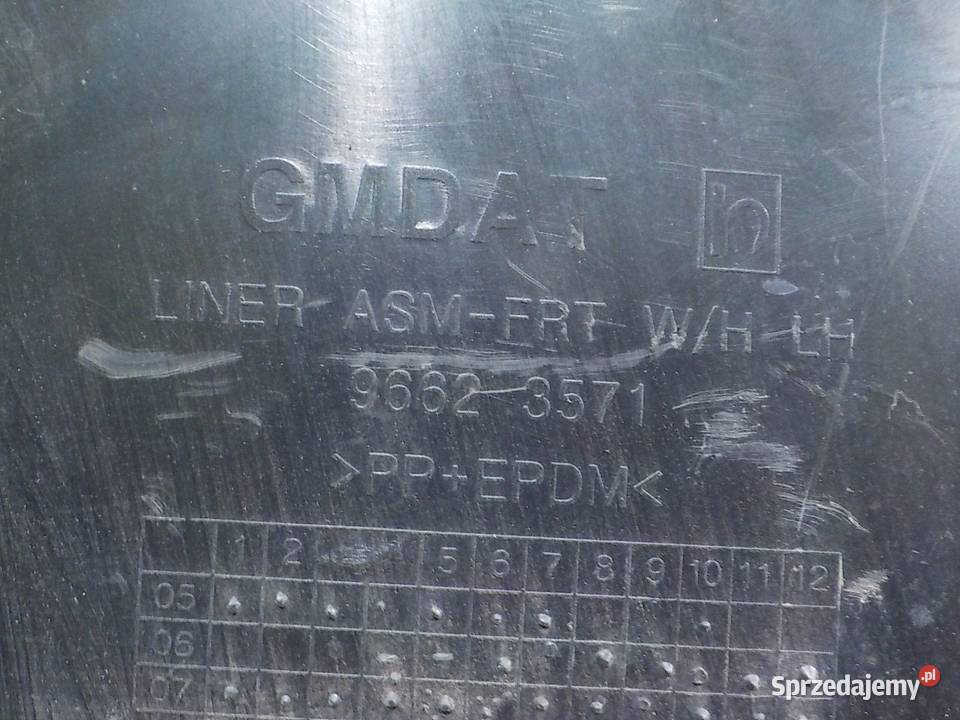 GMDAT h
LINER ASM-FRT W/H LH
9662 3571
>PP+EPDM<
1 2 5 6 7 8 9 10 11 12
05
06
07
Sprzedajemy.pl